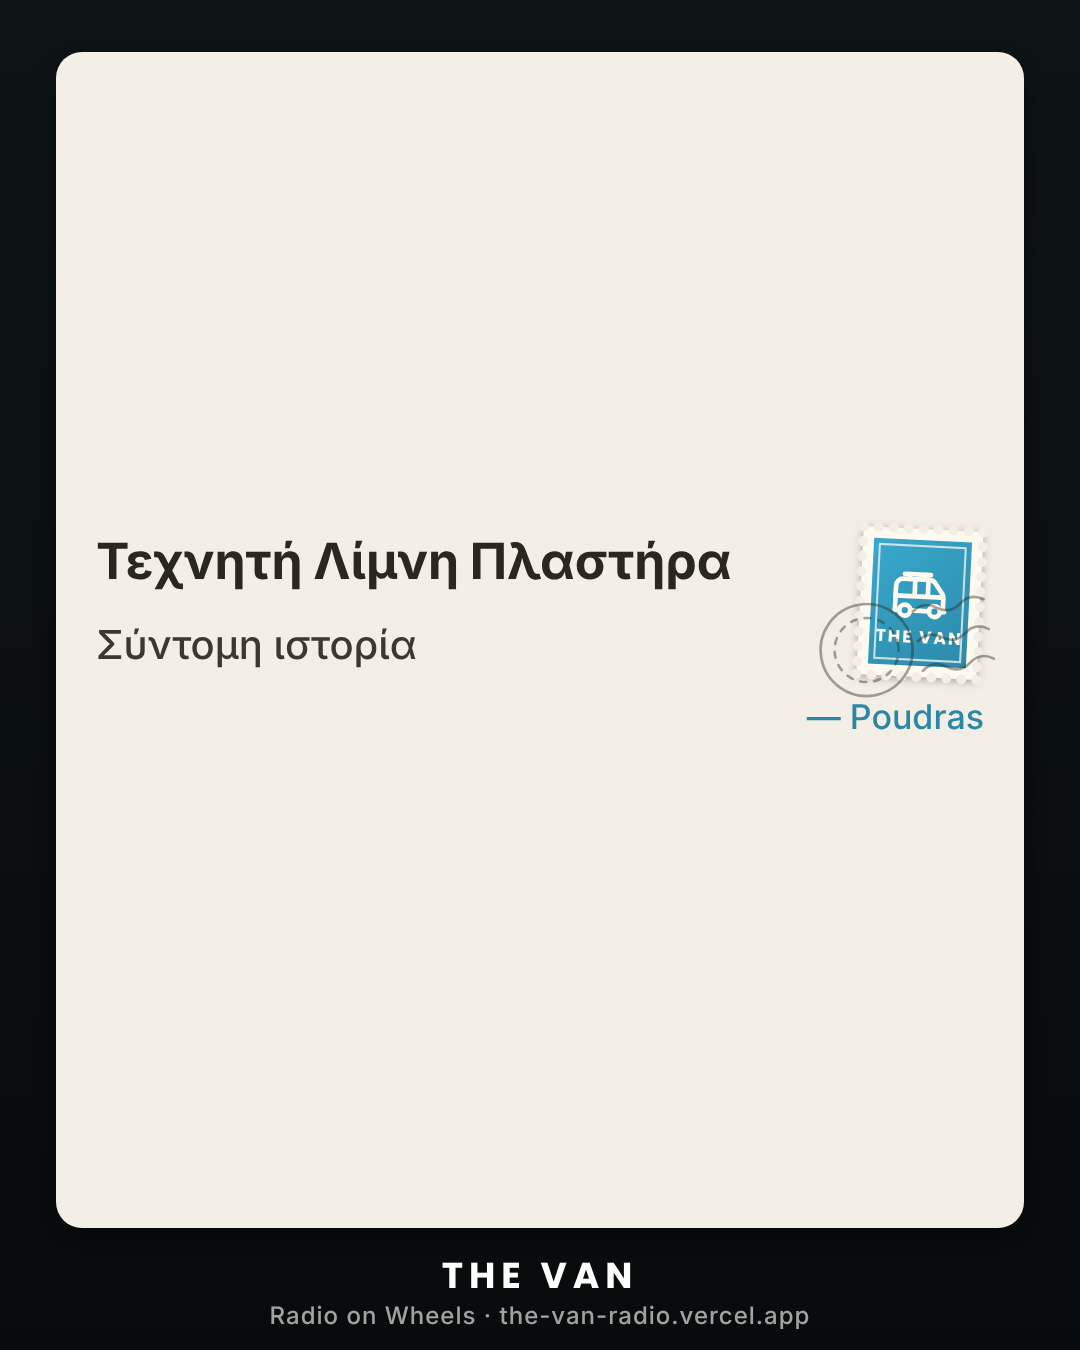 Τεχνητή Λίμνη Πλαστήρα
Σύντομη ιστορία
THE VAN
— Poudras
THE VAN
Radio on Wheels · the-van-radio.vercel.app